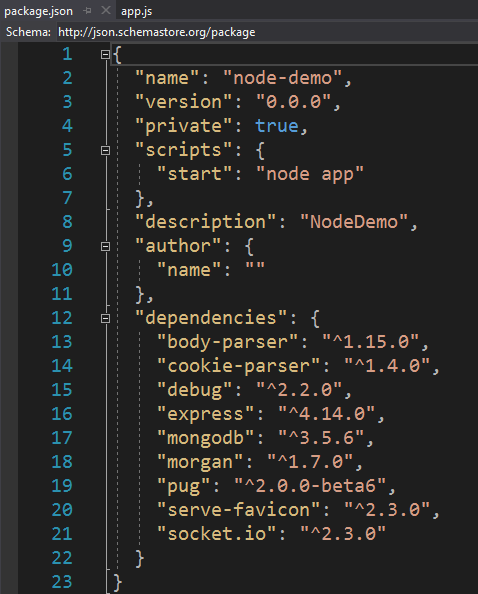 package.json app.js
Schema: http://json.schemastore.org/package
1 {
2 "name": "node-demo",
3 "version": "0.0.0",
4 "private": true,
5 "scripts": {
6 "start": "node app"
7 },
8 "description": "NodeDemo",
9 "author": {
10 "name": ""
11 },
12 "dependencies": {
13 "body-parser": "^1.15.0",
14 "cookie-parser": "^1.4.0",
15 "debug": "^2.2.0",
16 "express": "^4.14.0",
17 "mongodb": "^3.5.6",
18 "morgan": "^1.7.0",
19 "pug": "^2.0.0-beta6",
20 "serve-favicon": "^2.3.0",
21 "socket.io": "^2.3.0"
22 }
23 }